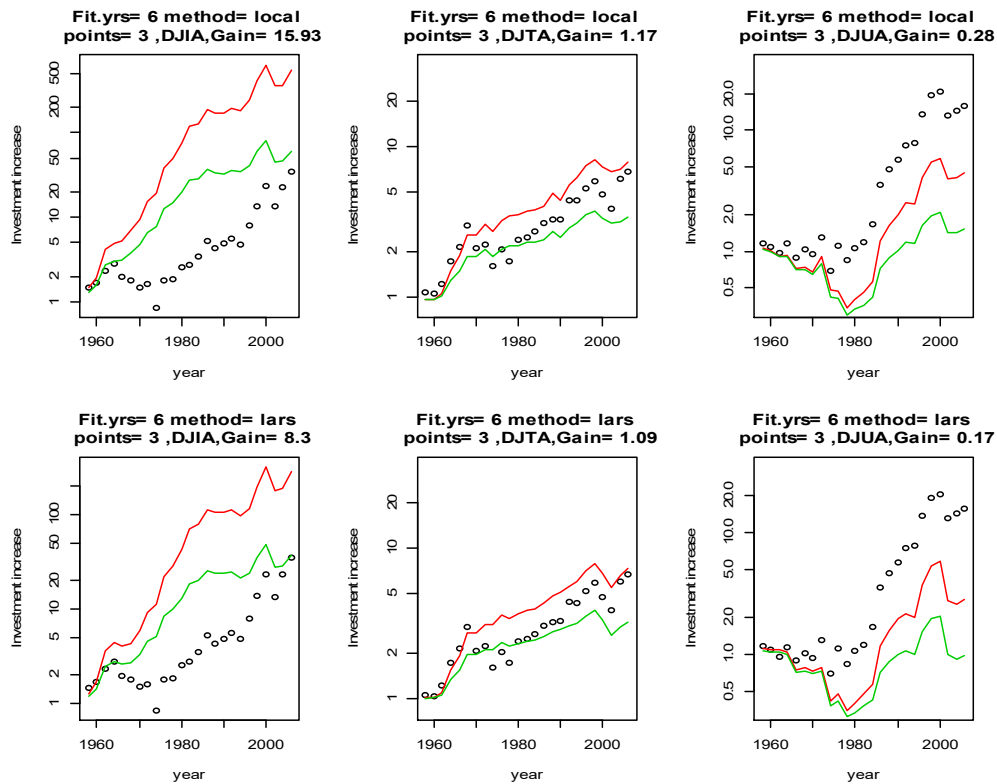 Fit.yrs= 6 method= local
points= 3 ,DJIA,Gain= 15.93
Investment increase
500
200
50
20
10
5
2
1
1960
1980
2000
year
Fit.yrs= 6 method= local
points= 3 ,DJTA,Gain= 1.17
Investment increase
20
10
5
2
1
1960
1980
2000
year
Fit.yrs= 6 method= local
points= 3 ,DJUA,Gain= 0.28
Investment increase
20.0
10.0
5.0
2.0
1.0
0.5
1960
1980
2000
year
Fit.yrs= 6 method= lars
points= 3 ,DJIA,Gain= 8.3
Investment increase
100
50
20
10
5
2
1
1960
1980
2000
year
Fit.yrs= 6 method= lars
points= 3 ,DJTA,Gain= 1.09
Investment increase
20
10
5
2
1
1960
1980
2000
year
Fit.yrs= 6 method= lars
points= 3 ,DJUA,Gain= 0.17
Investment increase
20.0
10.0
5.0
2.0
1.0
0.5
1960
1980
2000
year